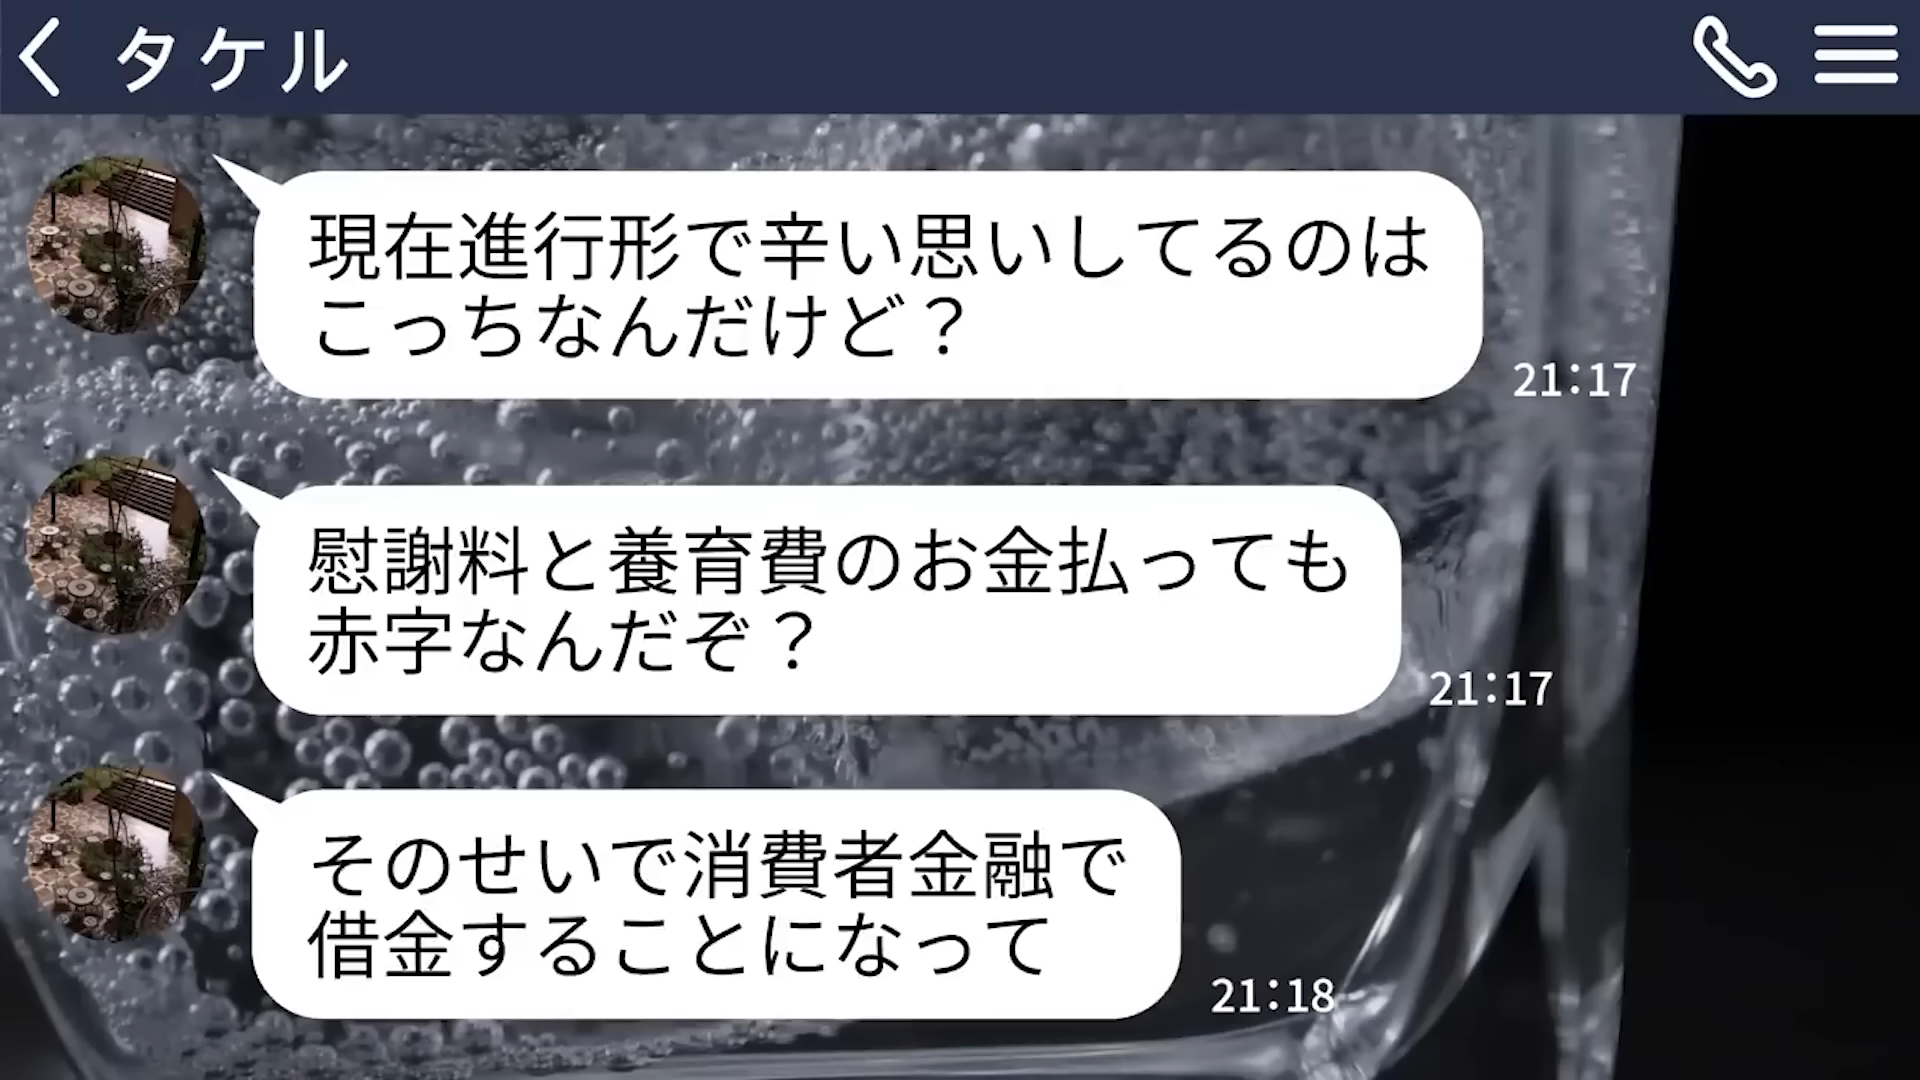 タケル
現在進行形で辛い思いしてるのは
こっちなんだけど？
21:17
慰謝料と養育費のお金払っても
赤字なんだぞ？
21:17
そのせいで消費者金融で
借金することになって
21:18